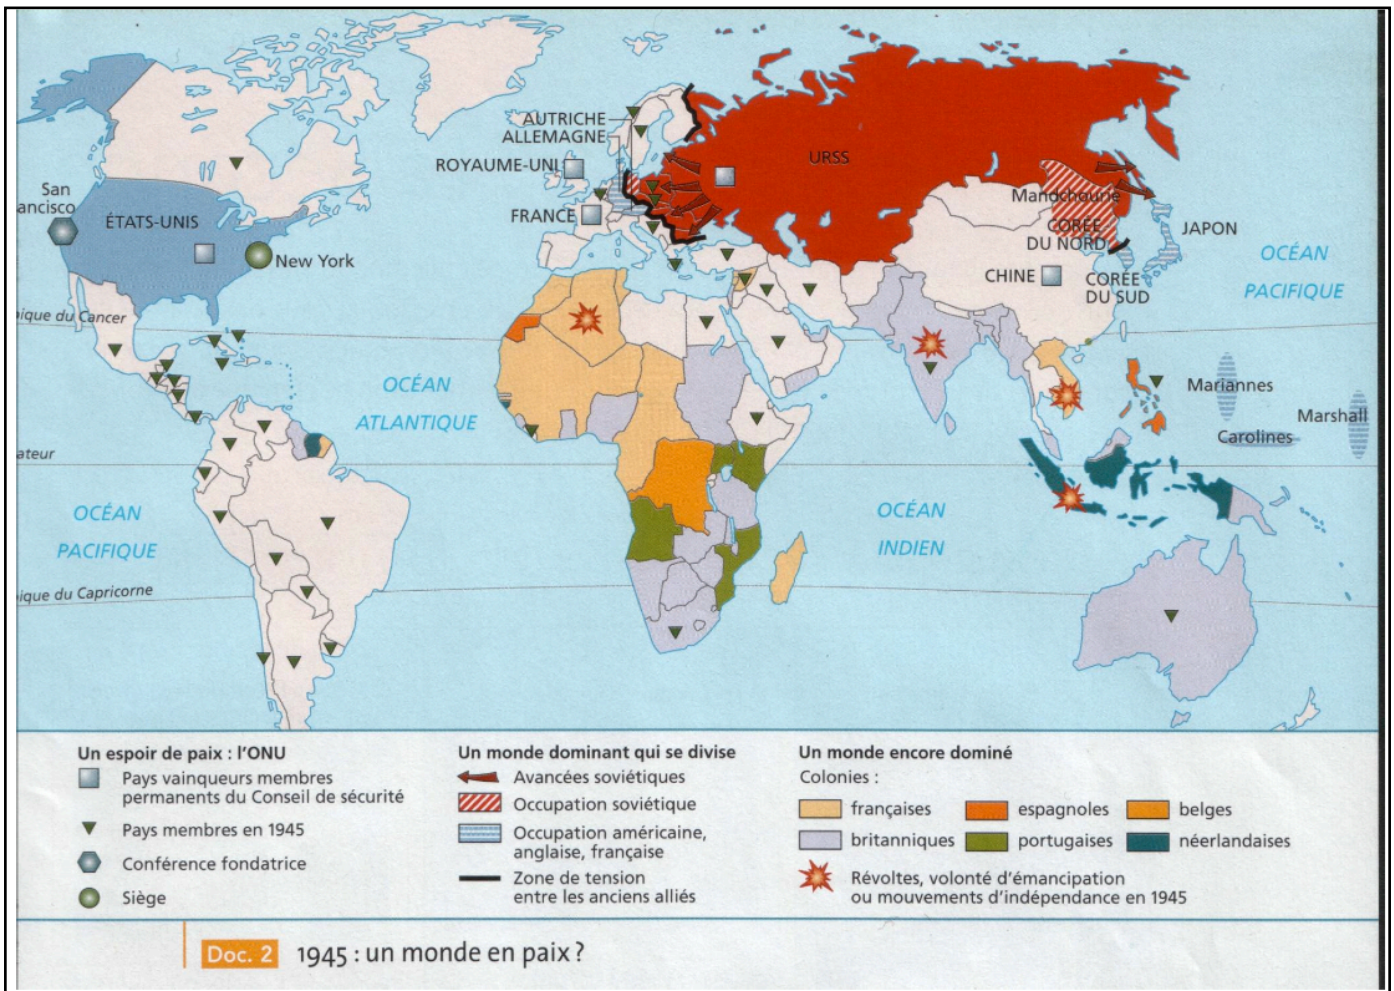 AUTRICHE
ALLEMAGNE
ROYAUME-UNI
URSS
San
ancisco
ÉTATS-UNIS
FRANCE
New York
Mandchourie
CORÉE
DU NORD
JAPON
CHINE
CORÉE
DU SUD
OCÉAN
PACIFIQUE
ique du Cancer
OCÉAN
ATLANTIQUE
Mariannes
Marshall
Carolines
ateur
OCÉAN
PACIFIQUE
OCÉAN
INDIEN
ique du Capricorne
Un espoir de paix : l'ONU
Pays vainqueurs membres
permanents du Conseil de sécurité
Pays membres en 1945
Conférence fondatrice
Siège
Un monde dominant qui se divise
Avancées soviétiques
Occupation soviétique
Occupation américaine,
anglaise, française
Zone de tension
entre les anciens alliés
Un monde encore dominé
Colonies :
françaises
espagnoles
belges
britanniques
portugaises
néerlandaises
Révoltes, volonté d'émancipation
ou mouvements d'indépendance en 1945
Doc. 2 1945 : un monde en paix ?